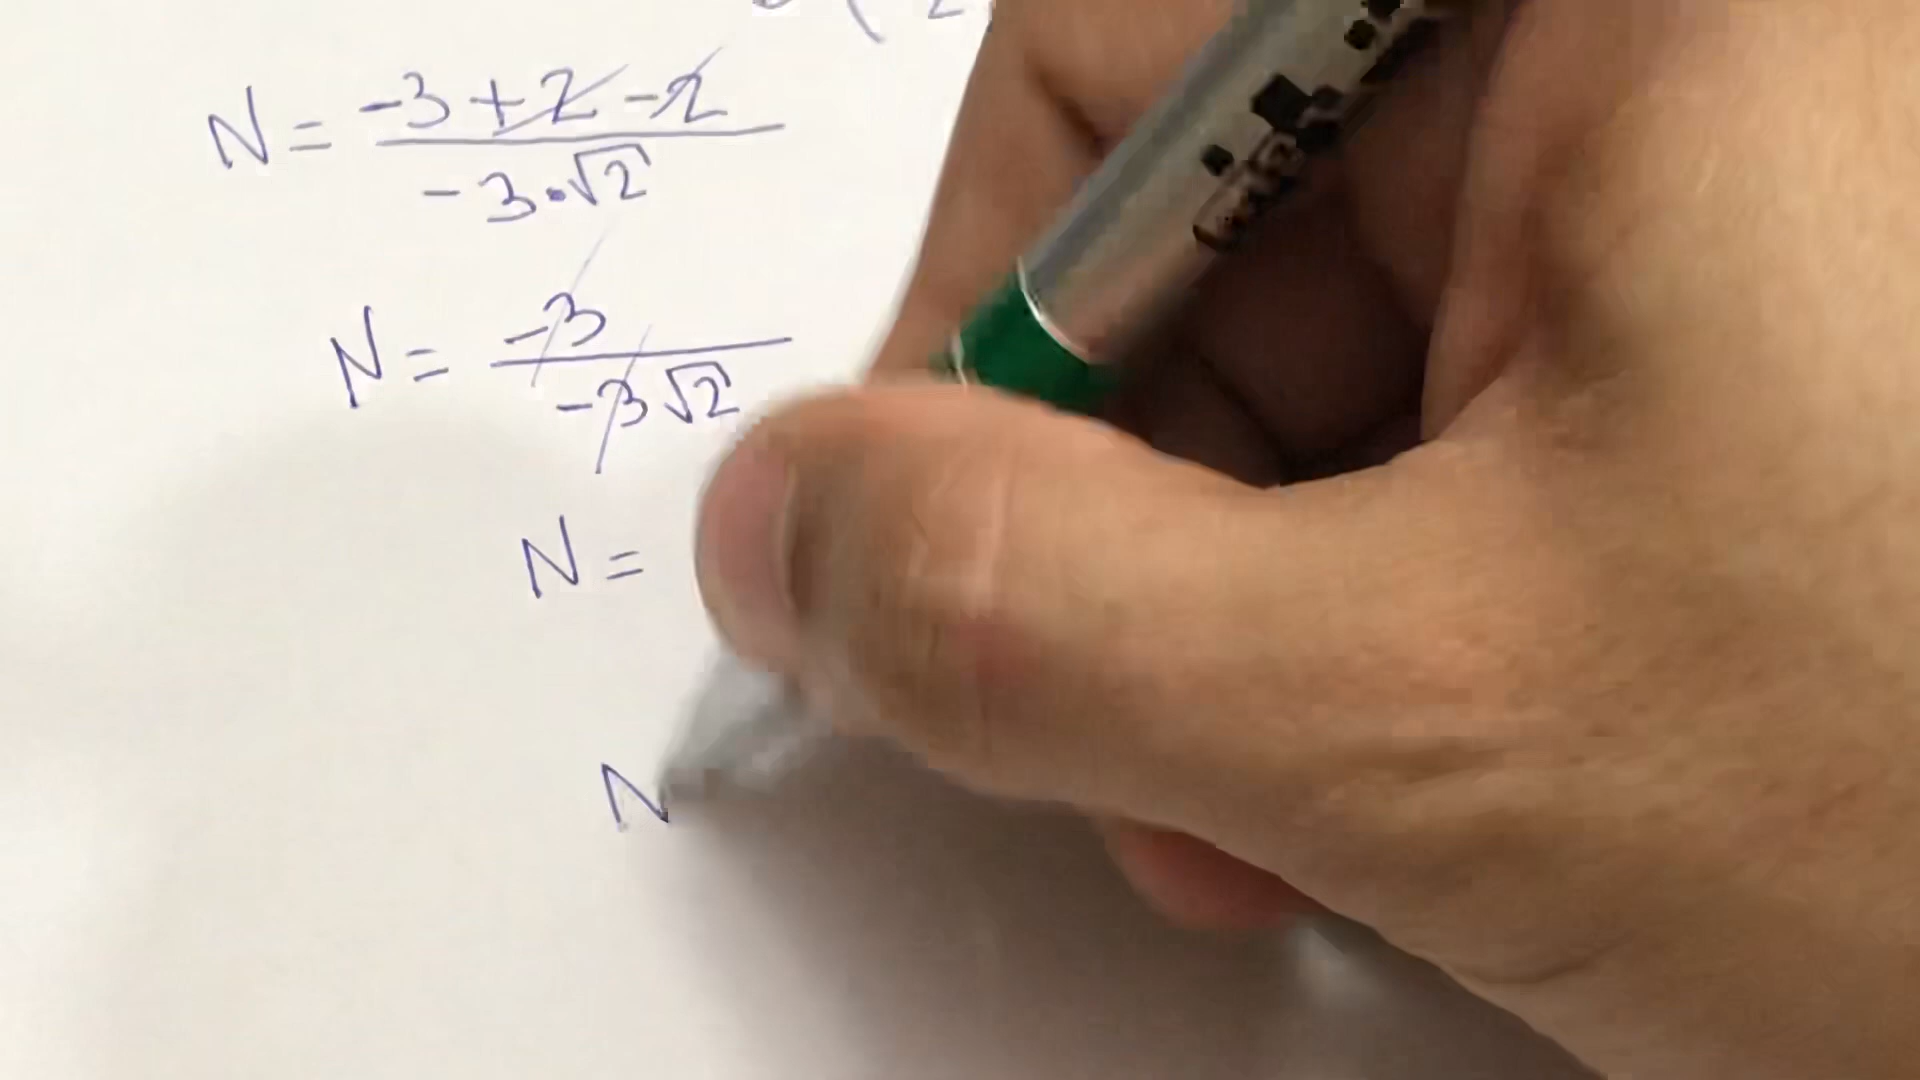 N = -3 + 2 - 2 / -3 · √2
N = -3 / -3 √2
N =
N